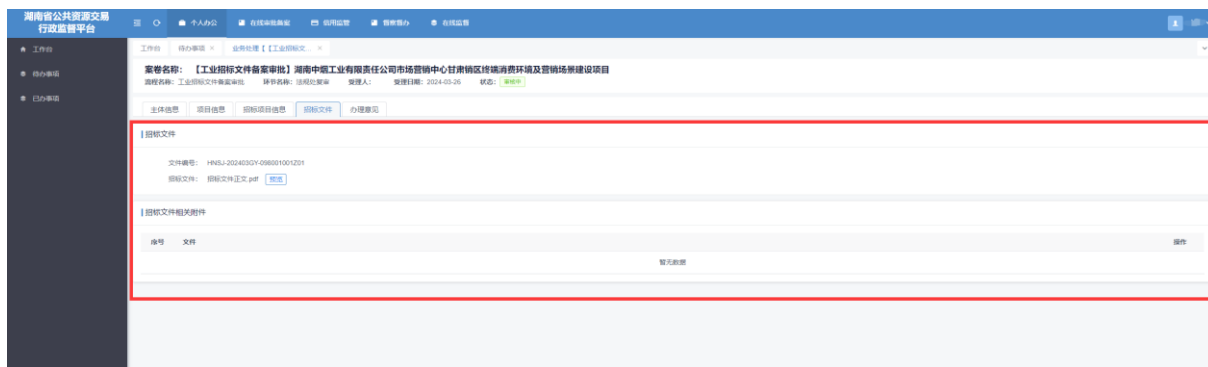 湖南省公共资源交易
行政监督平台
个人办公 在线审批备案 信用监管 督察督办 在线监督
工作台
待办事项
已办事项
工作台 待办事项 × 业务处理【【工业招标文... ×
案卷名称： 【工业招标文件备案审批】湖南中烟工业有限责任公司市场营销中心甘肃销区终端消费环境及营销场景建设项目
流程名称：工业招标文件备案审批 环节名称：法规处复审 受理人： 受理日期：2024-03-26 状态：审核中
主体信息 项目信息 招标项目信息 招标文件 办理意见
招标文件
文件编号： HNSJ-202403GY-098001001Z01
招标文件： 招标文件正文.pdf 预览
招标文件相关附件
序号 文件 操作
暂无数据